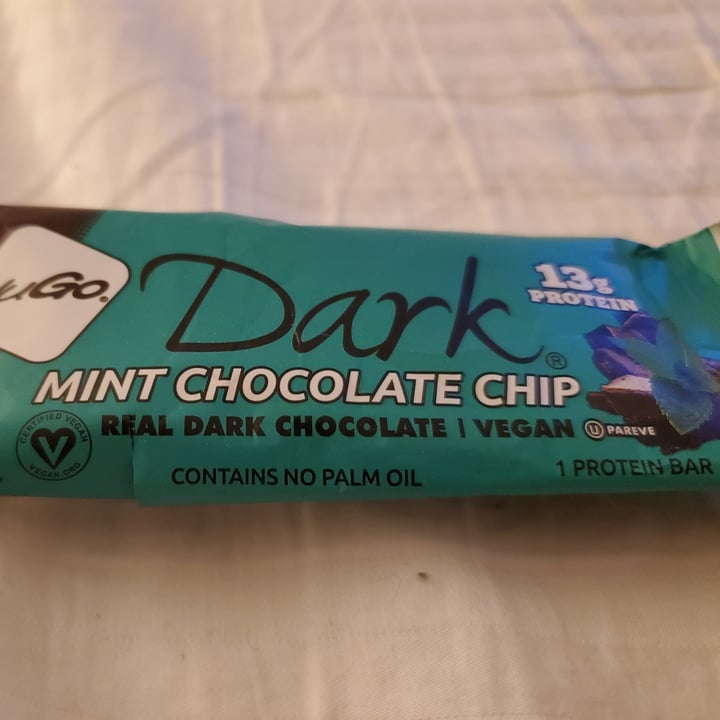 uGo®
Dark®
13g
PROTEIN
MINT CHOCOLATE CHIP
REAL DARK CHOCOLATE | VEGAN Ⓤ PAREVE
CERTIFIED VEGAN
VEGAN.ORG
CONTAINS NO PALM OIL
1 PROTEIN BAR